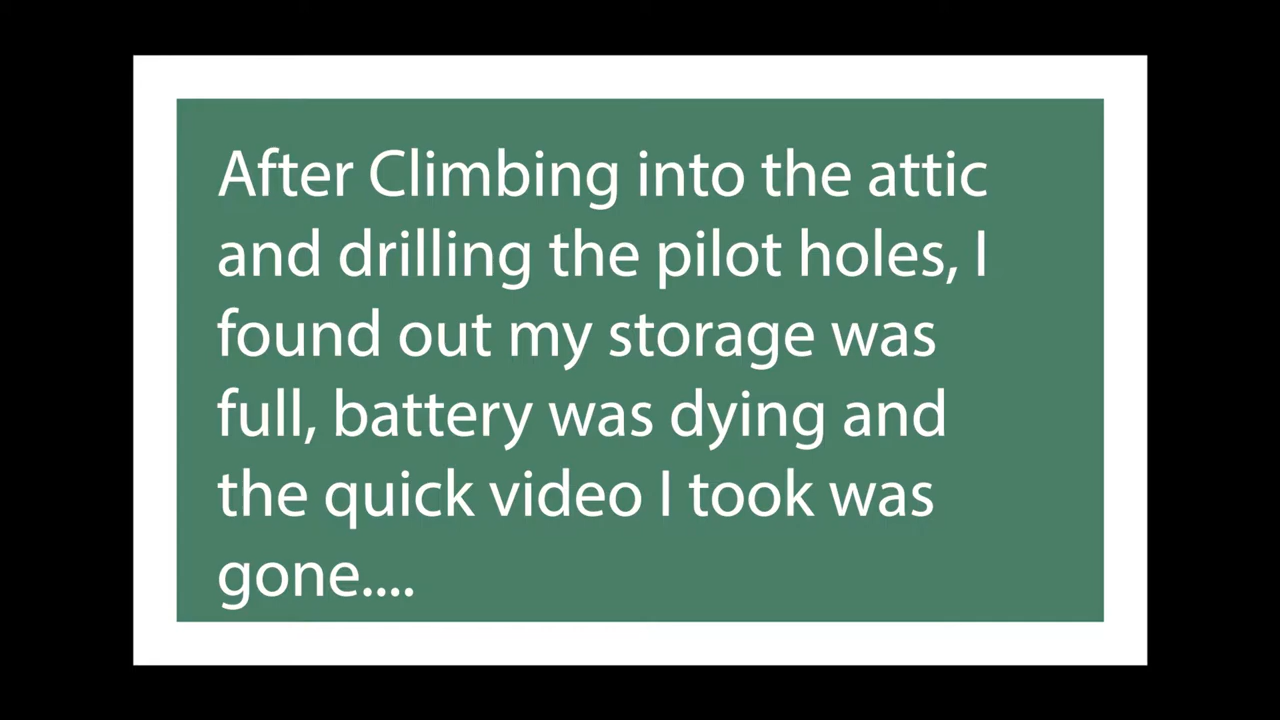 After Climbing into the attic
and drilling the pilot holes, I
found out my storage was
full, battery was dying and
the quick video I took was
gone....